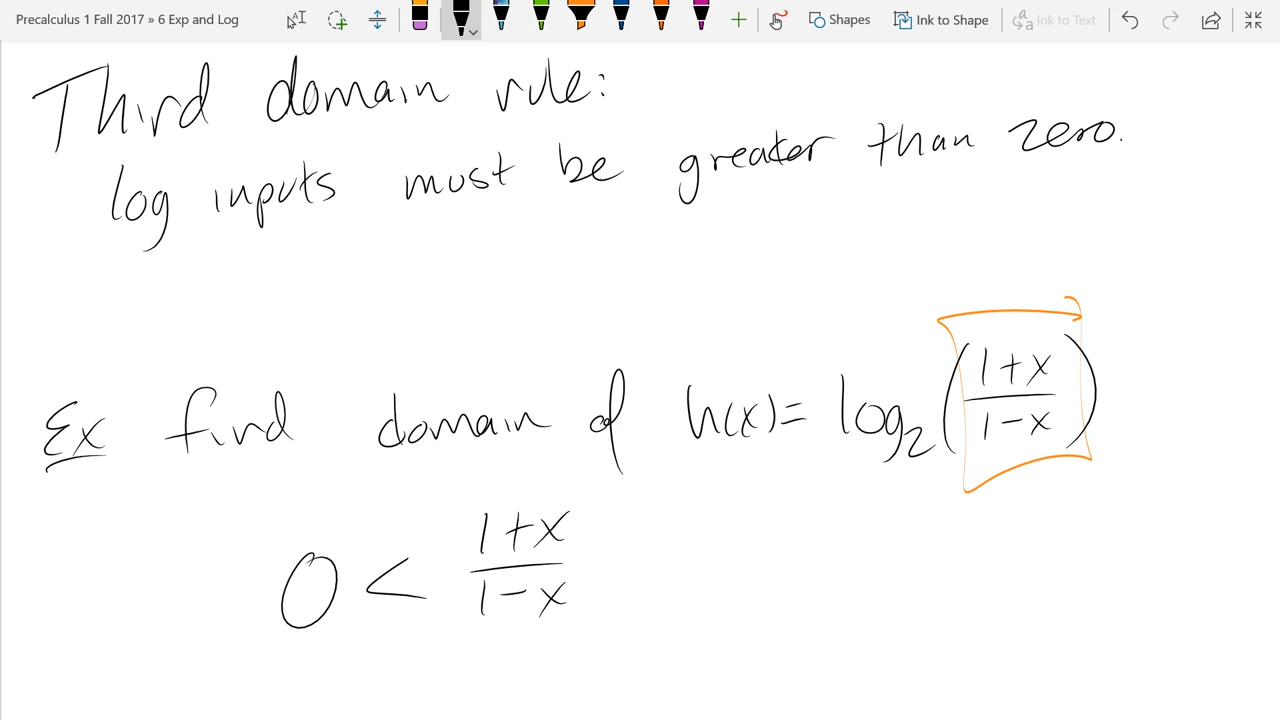 Precalculus 1 Fall 2017 » 6 Exp and Log
Shapes
Ink to Shape
Ink to Text
Third domain rule:
log inputs must be greater than zero.
Ex find domain of h(x)= log₂((1+x)/(1-x))
0 < (1+x)/(1-x)